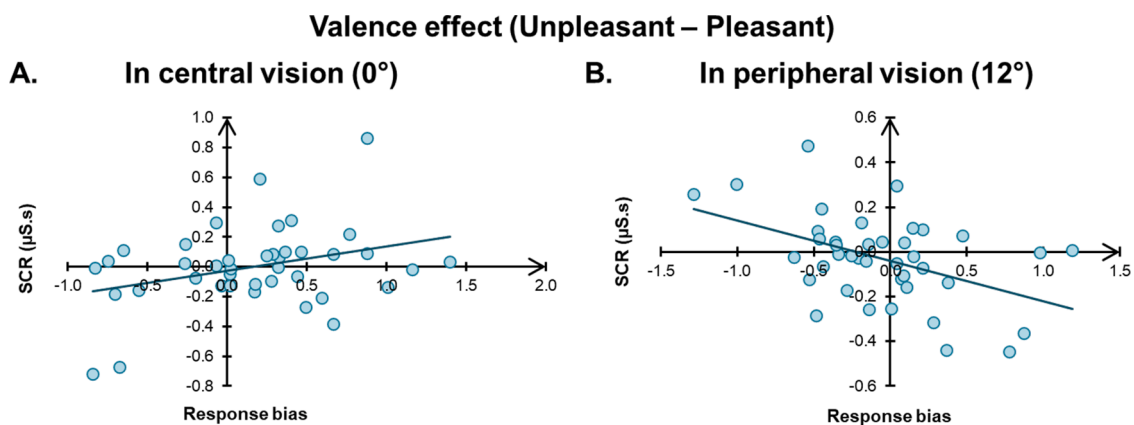 Valence effect (Unpleasant – Pleasant)
A. In central vision (0°)
1.0
0.8
0.6
0.4
0.2
0.0
-0.2
-0.4
-0.6
-0.8
-1.0 -0.5 0.0 0.5 1.0 1.5 2.0
SCR (µS.s)
Response bias
B. In peripheral vision (12°)
0.6
0.4
0.2
0.0
-0.2
-0.4
-0.6
-1.5 -1.0 -0.5 0.0 0.5 1.0 1.5
SCR (µS.s)
Response bias